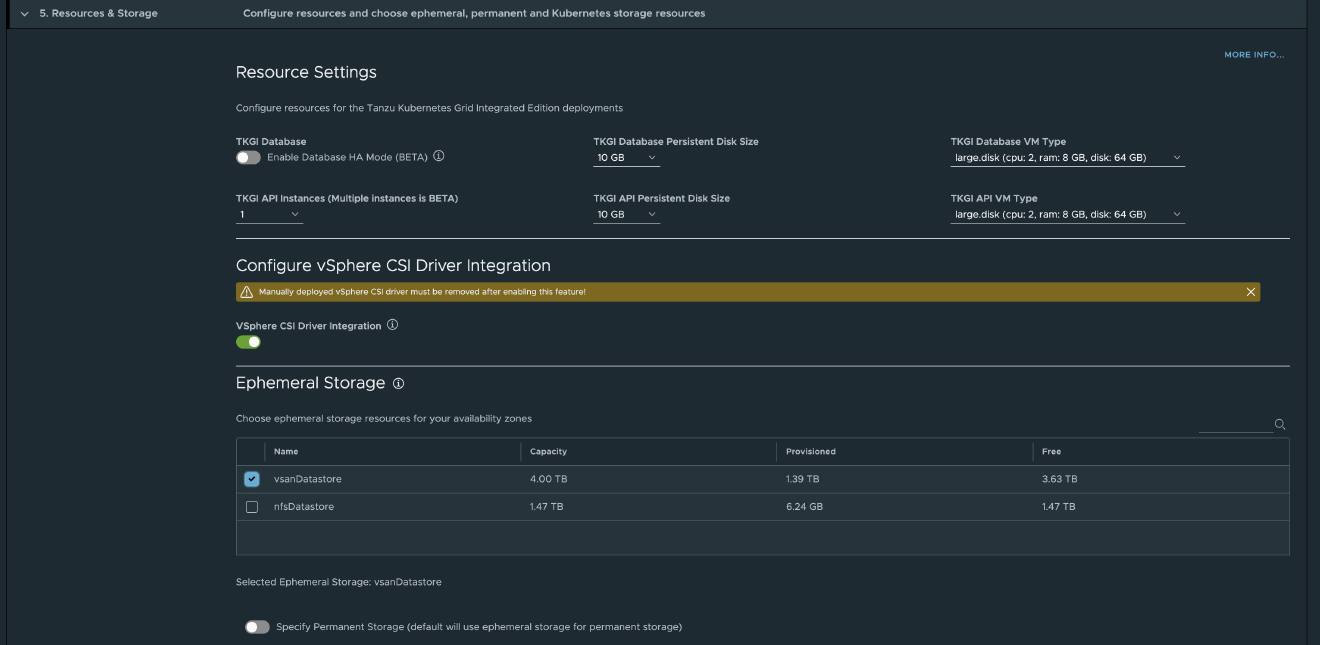 5. Resources & Storage Configure resources and choose ephemeral, permanent and Kubernetes storage resources
MORE INFO...
Resource Settings
Configure resources for the Tanzu Kubernetes Grid Integrated Edition deployments
TKGI Database TKGI Database Persistent Disk Size TKGI Database VM Type
Enable Database HA Mode (BETA) 10 GB large.disk (cpu: 2, ram: 8 GB, disk: 64 GB)
TKGI API Instances (Multiple instances is BETA) TKGI API Persistent Disk Size TKGI API VM Type
1 10 GB large.disk (cpu: 2, ram: 8 GB, disk: 64 GB)
Configure vSphere CSI Driver Integration
Manually deployed vSphere CSI driver must be removed after enabling this feature!
VSphere CSI Driver Integration
Ephemeral Storage
Choose ephemeral storage resources for your availability zones
Name Capacity Provisioned Free
vsanDatastore 4.00 TB 1.39 TB 3.63 TB
nfsDatastore 1.47 TB 6.24 GB 1.47 TB
Selected Ephemeral Storage: vsanDatastore
Specify Permanent Storage (default will use ephemeral storage for permanent storage)